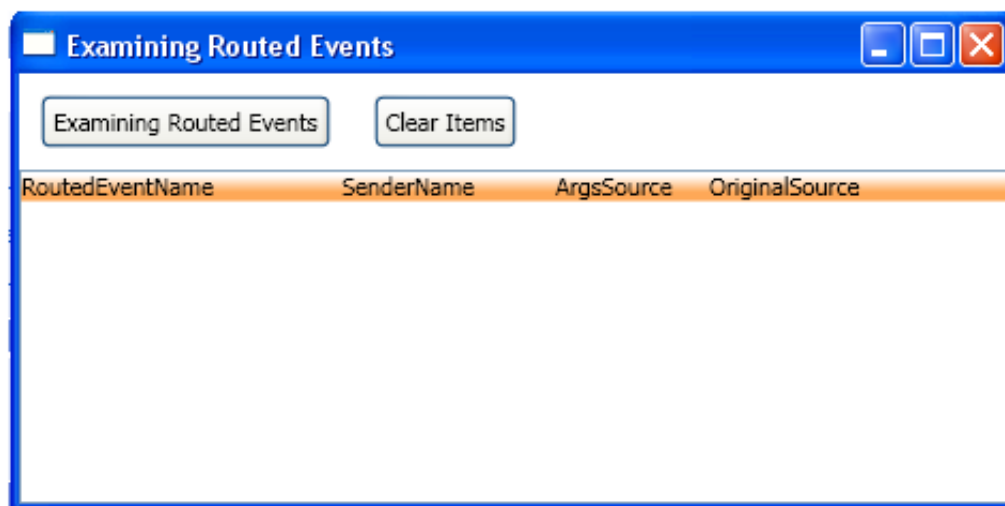 Examining Routed Events
Examining Routed Events Clear Items
RoutedEventName SenderName ArgsSource OriginalSource